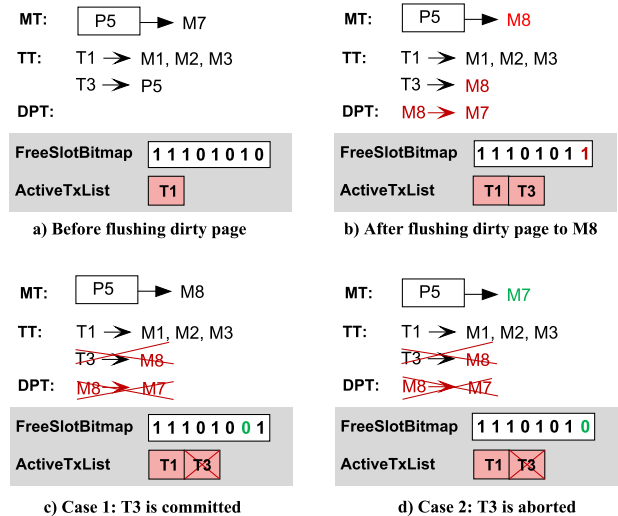 MT: P5 M7
TT: T1 M1, M2, M3
T3 P5
DPT:
FreeSlotBitmap 1 1 1 0 1 0 1 0
ActiveTxList T1
a) Before flushing dirty page
MT: P5 M8
TT: T1 M1, M2, M3
T3 M8
DPT: M8 M7
FreeSlotBitmap 1 1 1 0 1 0 1 1
ActiveTxList T1 T3
b) After flushing dirty page to M8
MT: P5 M8
TT: T1 M1, M2, M3
T3 M8
DPT: M8 M7
FreeSlotBitmap 1 1 1 0 1 0 0 1
ActiveTxList T1 T3
c) Case 1: T3 is committed
MT: P5 M7
TT: T1 M1, M2, M3
T3 M8
DPT: M8 M7
FreeSlotBitmap 1 1 1 0 1 0 1 0
ActiveTxList T1 T3
d) Case 2: T3 is aborted